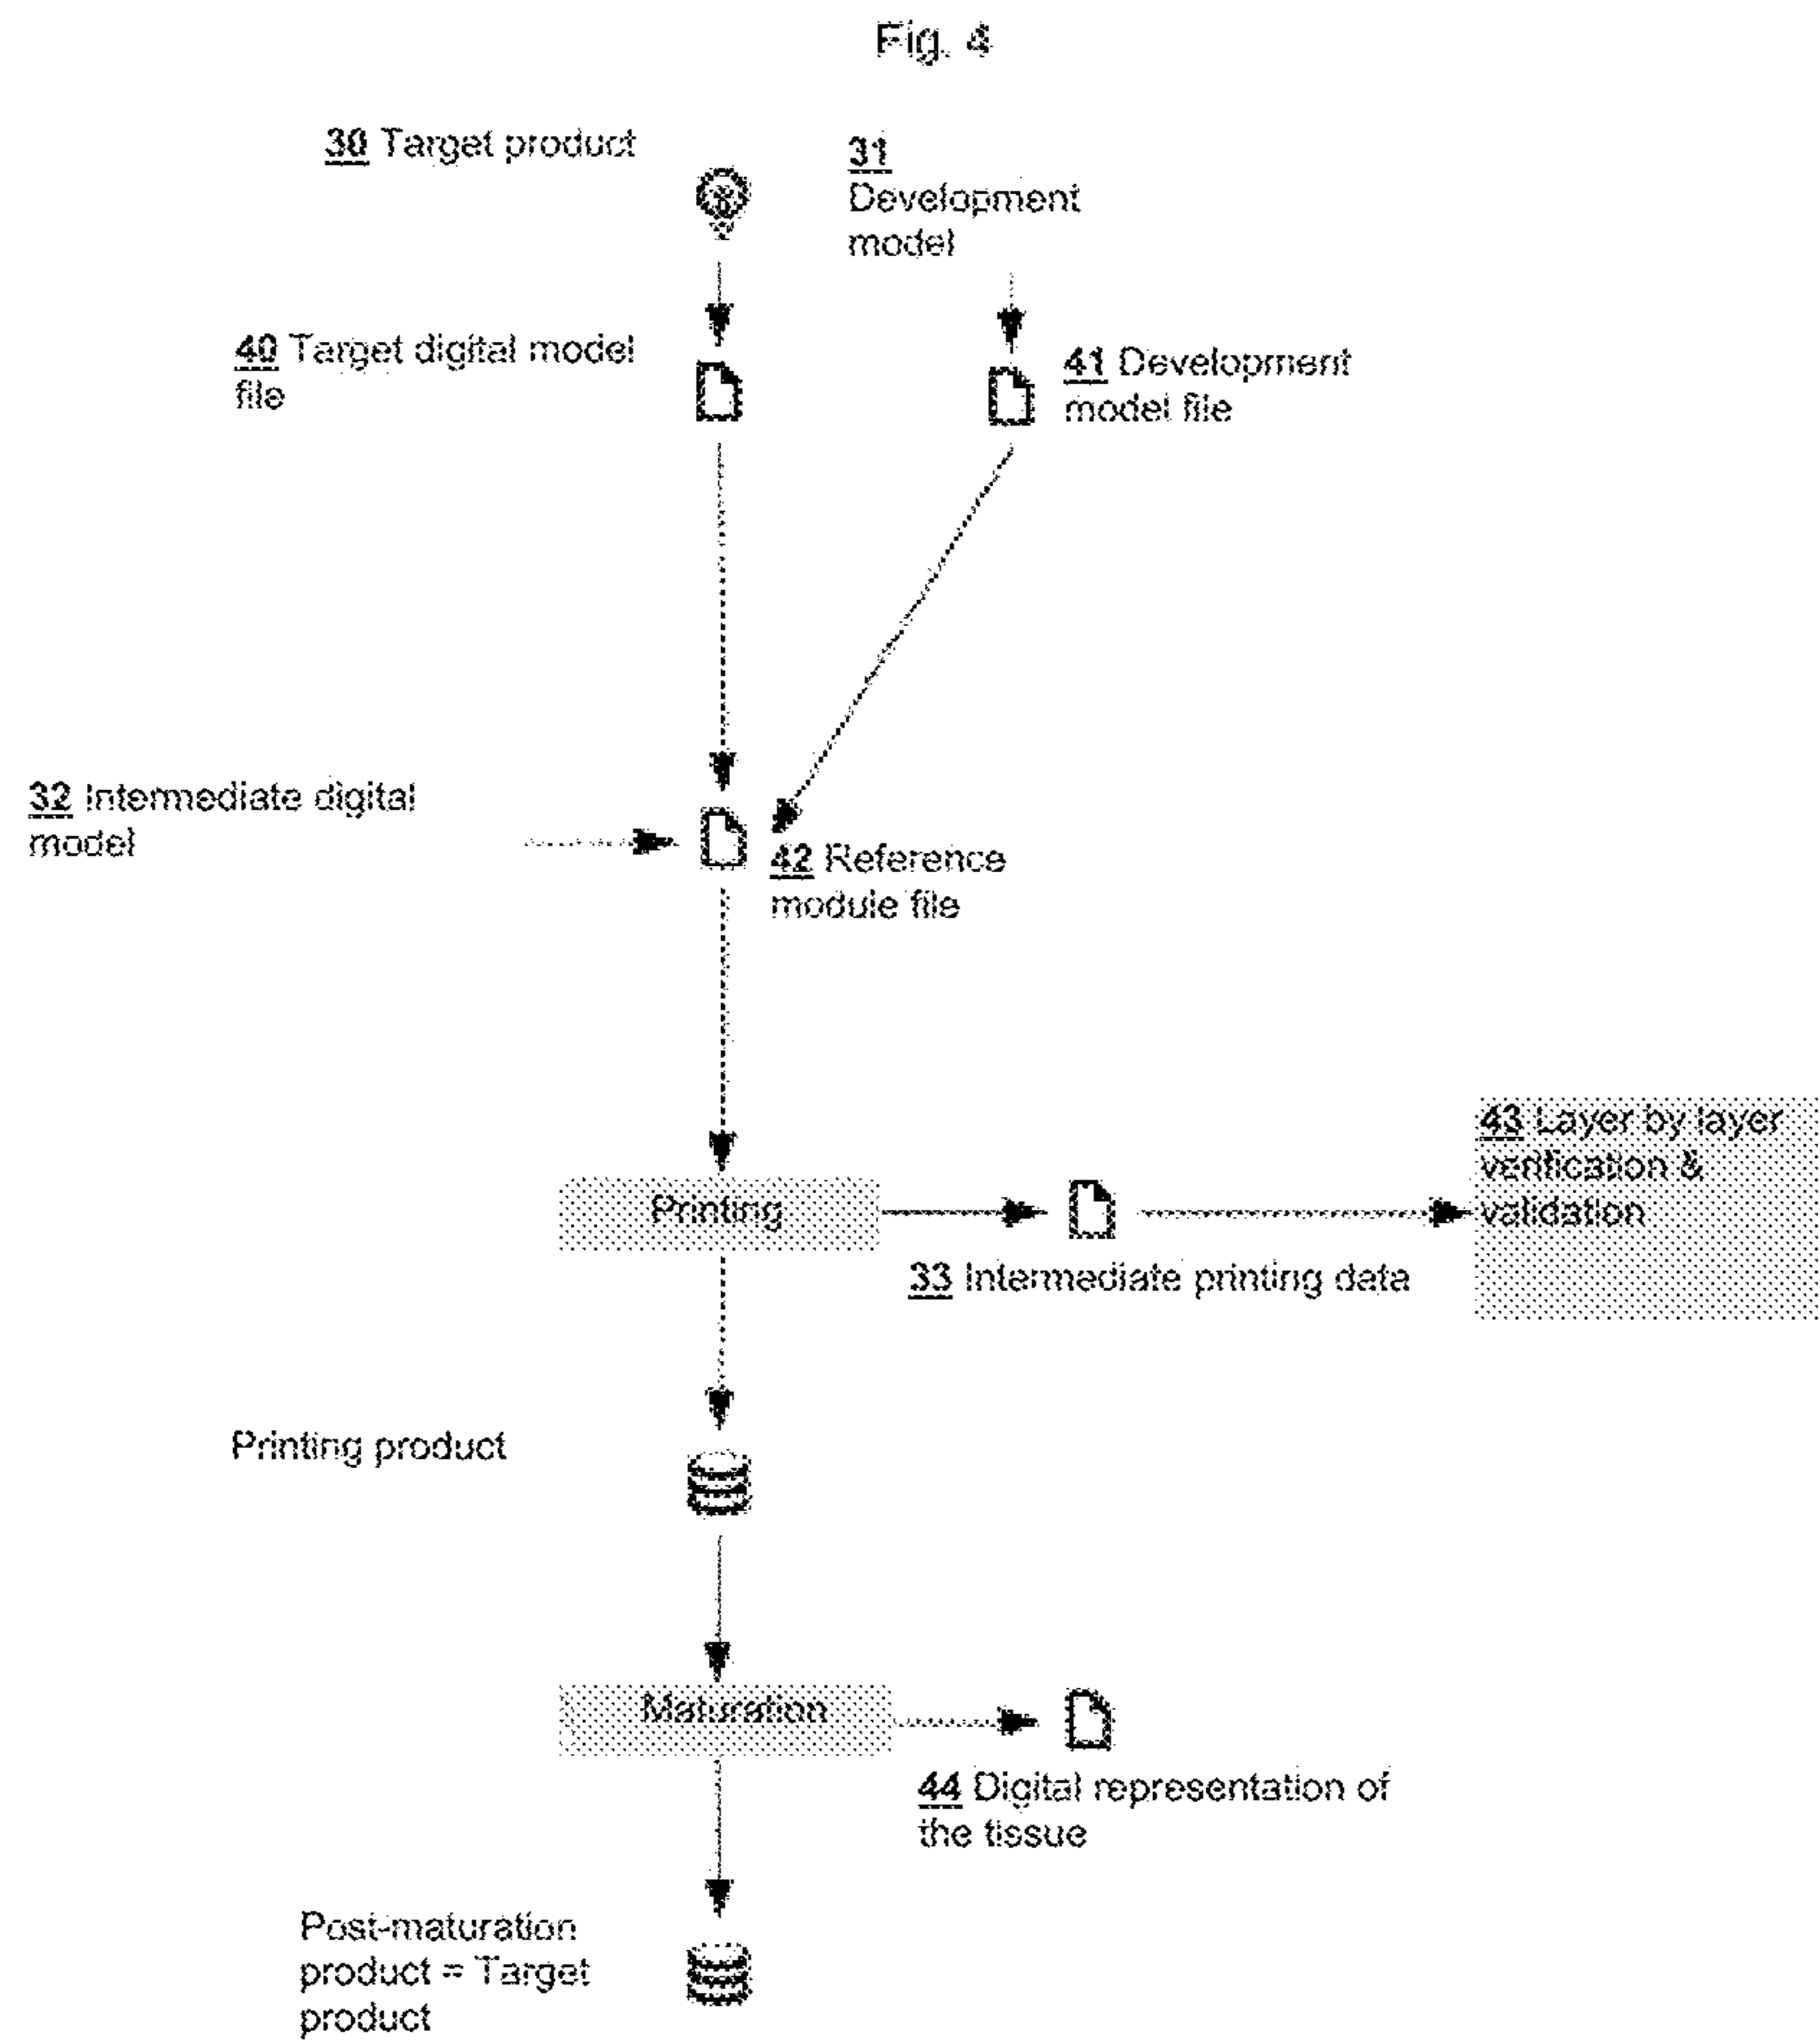 Fig. 4
30 Target product
31
Development
model
40 Target digital model
file
41 Development
model file
32 Intermediate digital
model
42 Reference
module file
43 Layer by layer
verification &
validation
Printing
33 Intermediate printing data
Printing product
Maturation
44 Digital representation of
the tissue
Post-maturation
product = Target
product